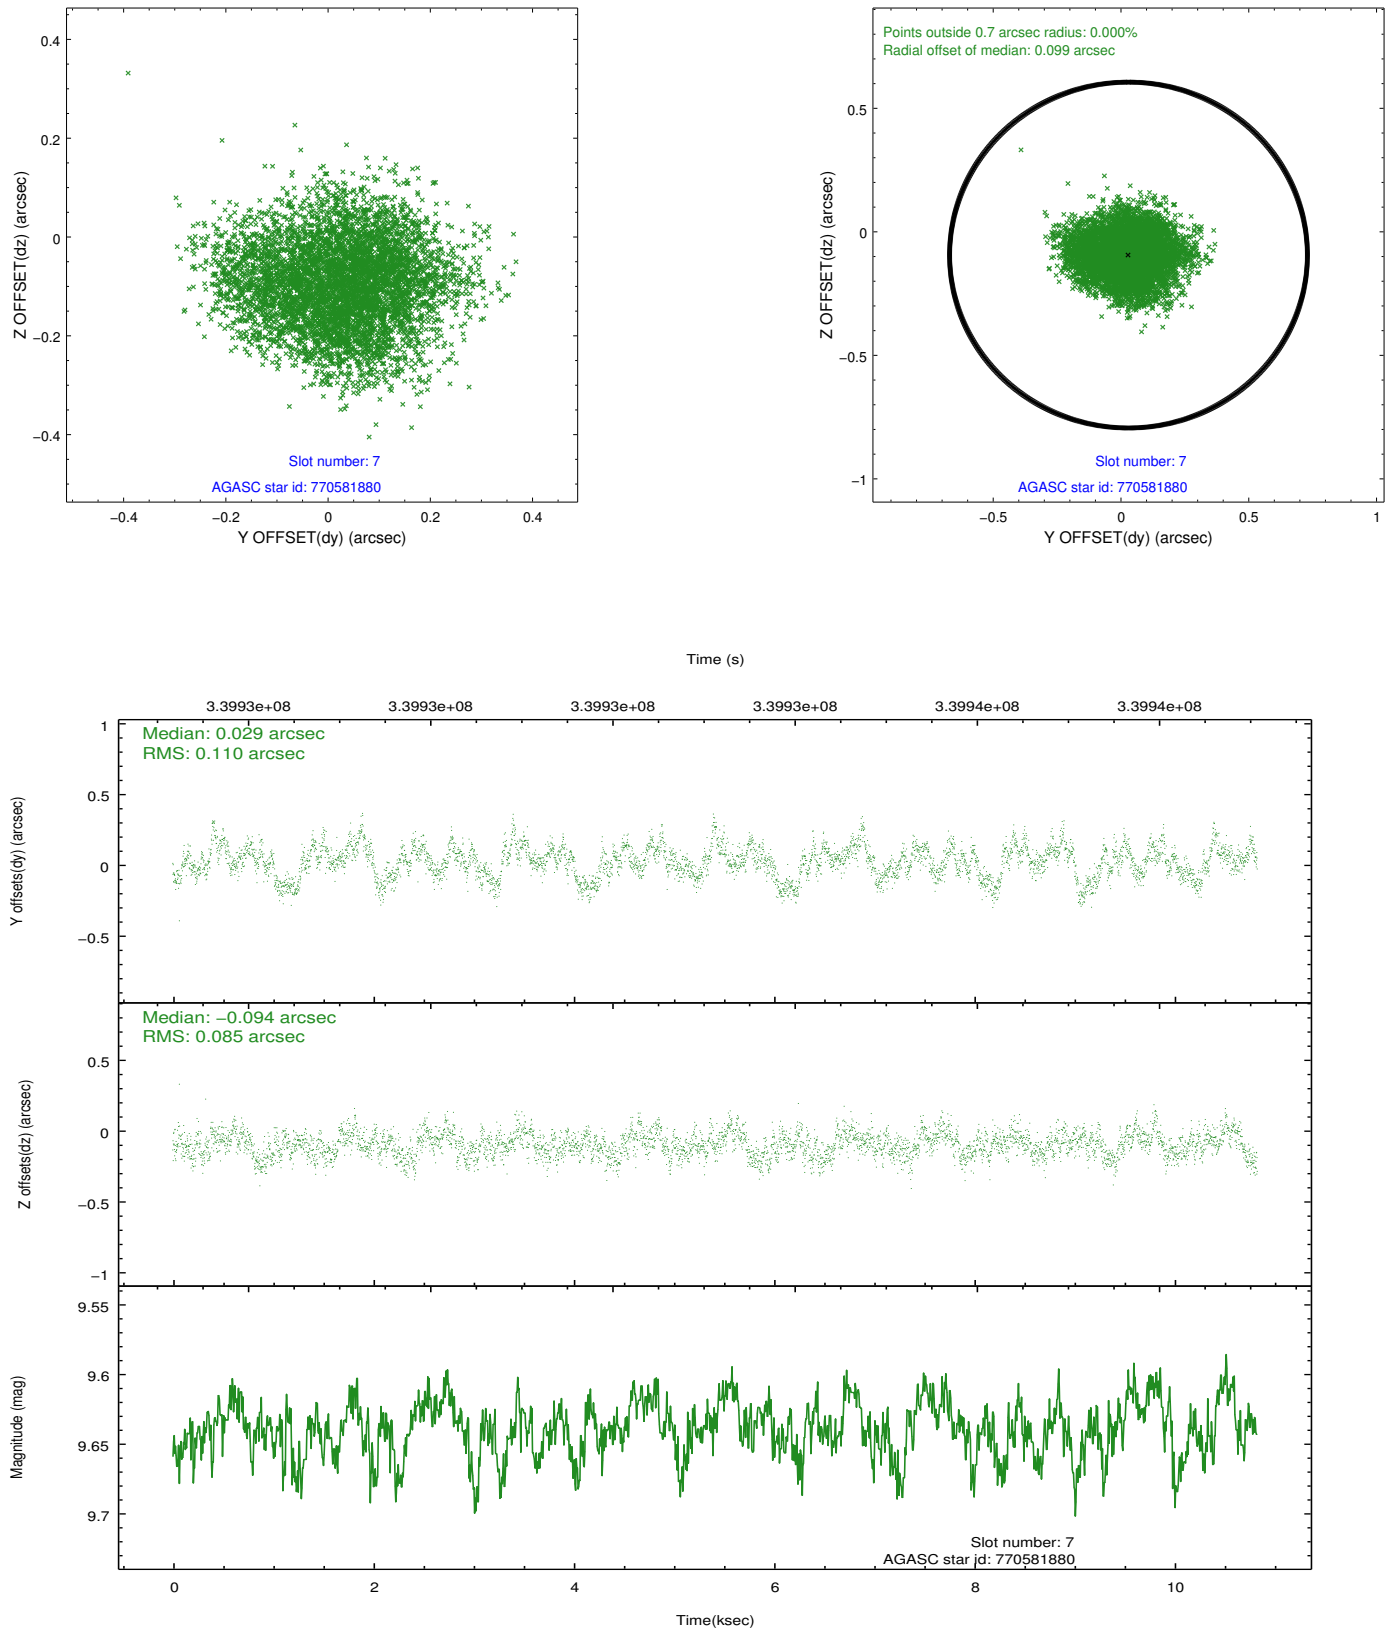 0.4
0.2
0
−0.2
−0.4
Z OFFSET(dz) (arcsec)
Slot number: 7
AGASC star id: 770581880
−0.4
−0.2
0
0.2
0.4
Y OFFSET(dy) (arcsec)
Points outside 0.7 arcsec radius: 0.000%
Radial offset of median: 0.099 arcsec
0.5
0
−0.5
−1
Z OFFSET(dz) (arcsec)
Slot number: 7
AGASC star id: 770581880
−0.5
0
0.5
1
Y OFFSET(dy) (arcsec)
Time (s)
3.3993e+08
3.3993e+08
3.3993e+08
3.3993e+08
3.3994e+08
3.3994e+08
Median: 0.029 arcsec
RMS: 0.110 arcsec
1
0.5
0
−0.5
Y offsets(dy) (arcsec)
Median: −0.094 arcsec
RMS: 0.085 arcsec
0.5
0
−0.5
−1
Z offsets(dz) (arcsec)
9.55
9.6
9.65
9.7
Magnitude (mag)
Slot number: 7
AGASC star id: 770581880
0
2
4
6
8
10
Time(ksec)